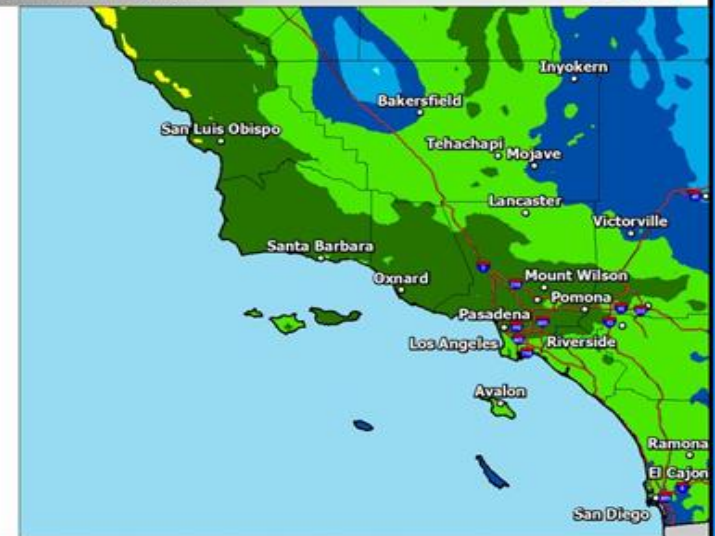 Inyokern
Bakersfield
San Luis Obispo
Tehachapi
Mojave
Lancaster
Victorville
Santa Barbara
Oxnard
Mount Wilson
Pomona
Pasadena
Los Angeles
Riverside
Avalon
Ramona
El Cajon
San Diego